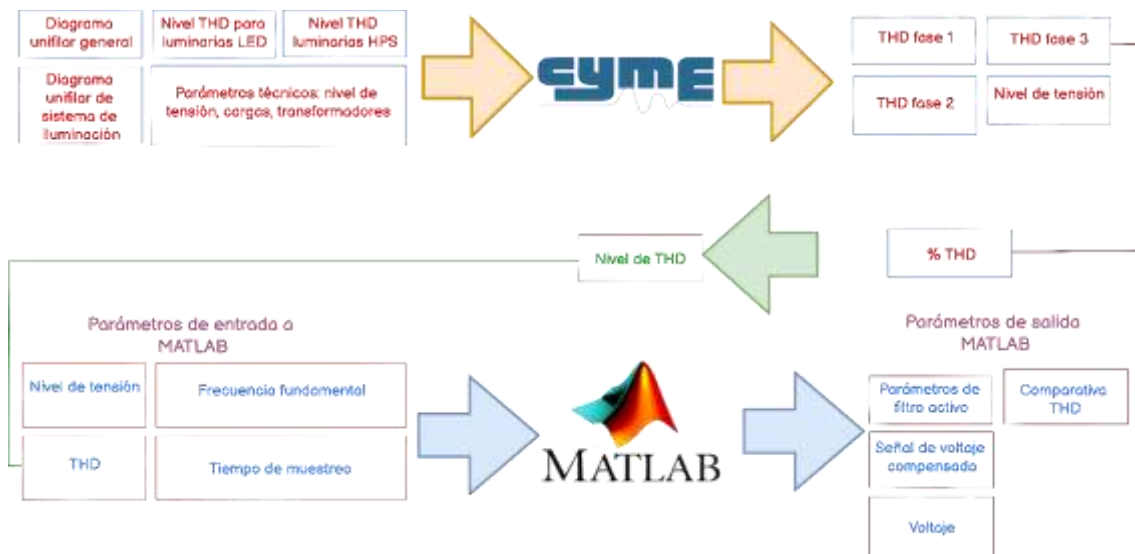 Diagrama
unifilar general
Nivel THD para
luminarias LED
Nivel THD
luminarias HPS
Diagrama
unifilar de
sistema de
iluminación
Parámetros técnicos: nivel de
tensión, cargas, transformadores
CYME
THD fase 1
THD fase 3
THD fase 2
Nivel de tensión
Nivel de THD
% THD
Parámetros de entrada a
MATLAB
Nivel de tensión
Frecuencia fundamental
THD
Tiempo de muestreo
MATLAB
Parámetros de salida
MATLAB
Parámetros de
filtro activo
Comparativa
THD
Señal de voltaje
compensada
Voltaje